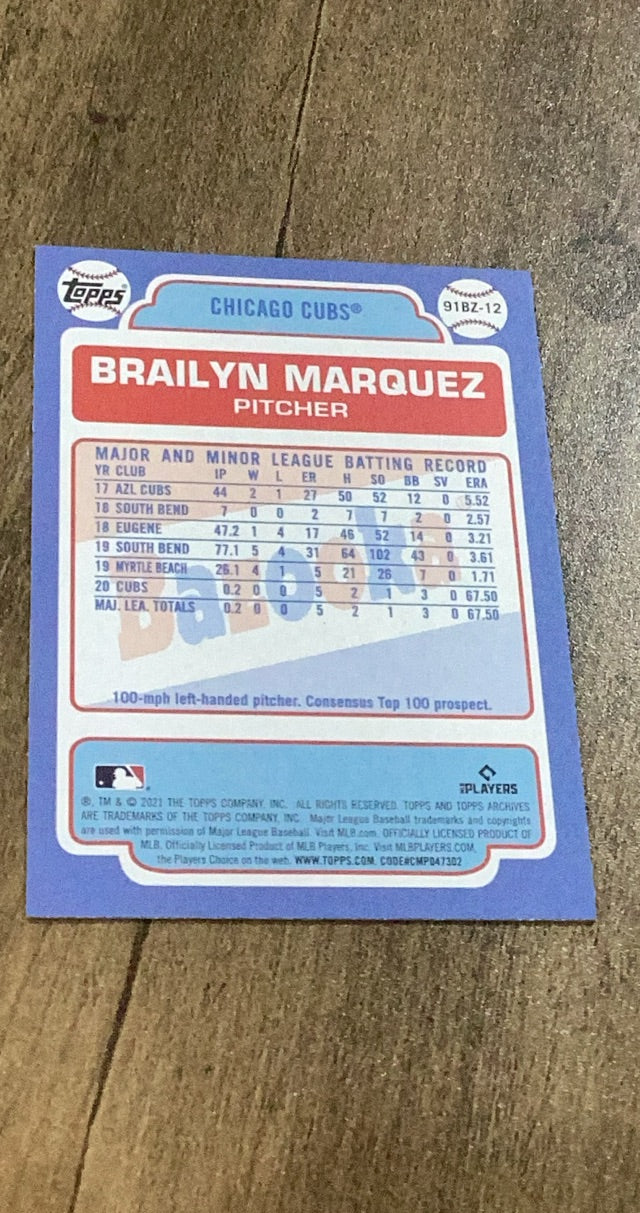 Topps®
CHICAGO CUBS®
91BZ-12
BRAILYN MARQUEZ
PITCHER
MAJOR AND MINOR LEAGUE BATTING RECORD
YR CLUB IP W L ER H SO BB SV ERA
17 AZL CUBS 44 2 1 27 50 52 12 0 5.52
18 SOUTH BEND 7 0 0 2 7 7 2 0 2.57
18 EUGENE 47.2 1 4 17 46 52 14 0 3.21
19 SOUTH BEND 77.1 5 4 31 64 102 43 0 3.61
19 MYRTLE BEACH 26.1 4 1 5 21 26 7 0 1.71
20 CUBS 0.2 0 0 5 2 1 3 0 67.50
MAJ. LEA. TOTALS 0.2 0 0 5 2 1 3 0 67.50
Bazooka
100-mph left-handed pitcher. Consensus Top 100 prospect.
MLB PLAYERS
®, TM & © 2021 THE TOPPS COMPANY, INC. ALL RIGHTS RESERVED. TOPPS AND TOPPS ARCHIVES
ARE TRADEMARKS OF THE TOPPS COMPANY, INC. Major League Baseball trademarks and copyrights
are used with permission of Major League Baseball. Visit MLB.com. OFFICIALLY LICENSED PRODUCT OF
MLB. Officially Licensed Product of MLB Players, Inc. Visit MLBPLAYERS.COM,
the Players Choice on the web. WWW.TOPPS.COM. CODE#CMP047302